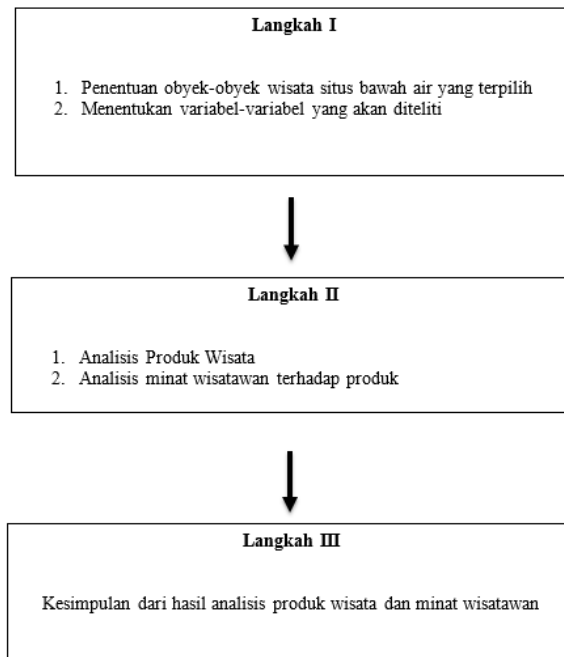 Langkah I
1. Penentuan obyek-obyek wisata situs bawah air yang terpilih
2. Menentukan variabel-variabel yang akan diteliti
Langkah II
1. Analisis Produk Wisata
2. Analisis minat wisatawan terhadap produk
Langkah III
Kesimpulan dari hasil analisis produk wisata dan minat wisatawan